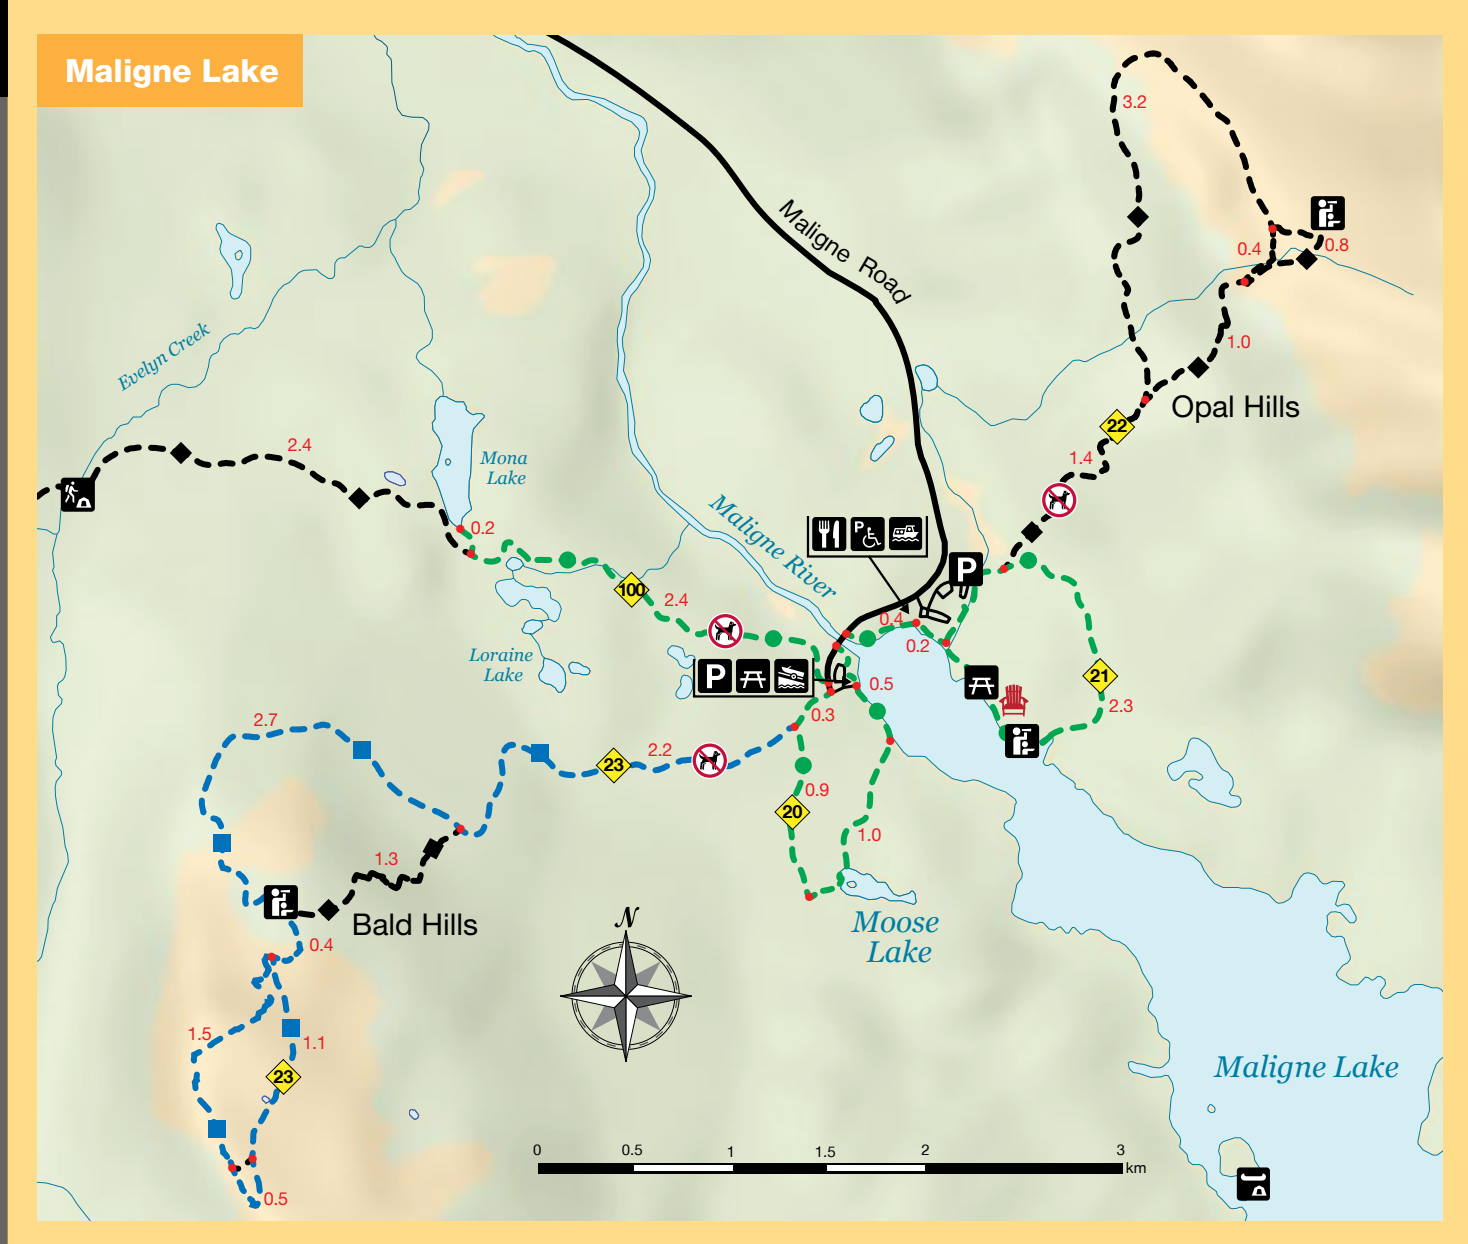 Maligne Lake
3.2
Maligne Road
0.4
0.8
Evelyn Creek
1.0
Opal Hills
22
2.4
Mona
Lake
1.4
0.2
Maligne River
P
P
100
2.4
0.4
0.2
Loraine
Lake
P
0.5
21
2.3
0.3
2.7
2.2
23
0.9
20
1.0
1.3
Bald Hills
Moose
Lake
N
0.4
1.5
1.1
23
Maligne Lake
0
0.5
1
1.5
2
3
km
0.5